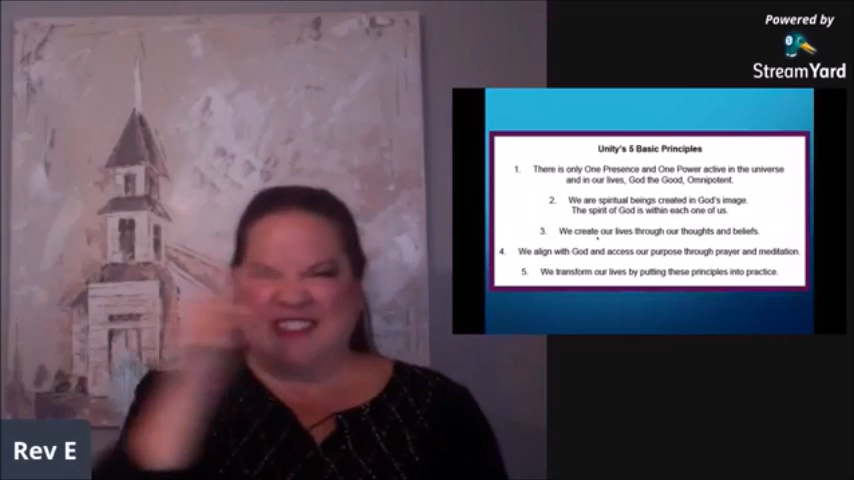 Powered by
StreamYard
Unity's 5 Basic Principles
1. There is only One Presence and One Power active in the universe
and in our lives, God the Good, Omnipotent.
2. We are spiritual beings created in God's image.
The spirit of God is within each one of us.
3. We create our lives through our thoughts and beliefs.
4. We align with God and access our purpose through prayer and meditation.
5. We transform our lives by putting these principles into practice.
Rev E